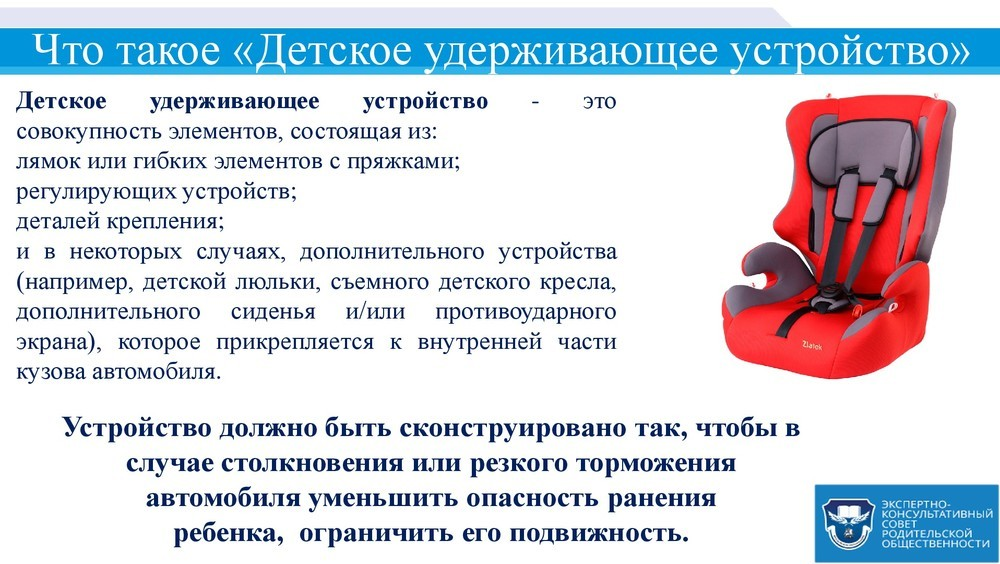 Что такое «Детское удерживающее устройство»
Детское удерживающее устройство - это
совокупность элементов, состоящая из:
лямок или гибких элементов с пряжками;
регулирующих устройств;
деталей крепления;
и в некоторых случаях, дополнительного устройства
(например, детской люльки, съемного детского кресла,
дополнительного сиденья и/или противоударного
экрана), которое прикрепляется к внутренней части
кузова автомобиля.
Zlatek
Устройство должно быть сконструировано так, чтобы в
случае столкновения или резкого торможения
автомобиля уменьшить опасность ранения
ребенка, ограничить его подвижность.
ЭКСПЕРТНО-
КОНСУЛЬТАТИВНЫЙ
СОВЕТ
РОДИТЕЛЬСКОЙ
ОБЩЕСТВЕННОСТИ